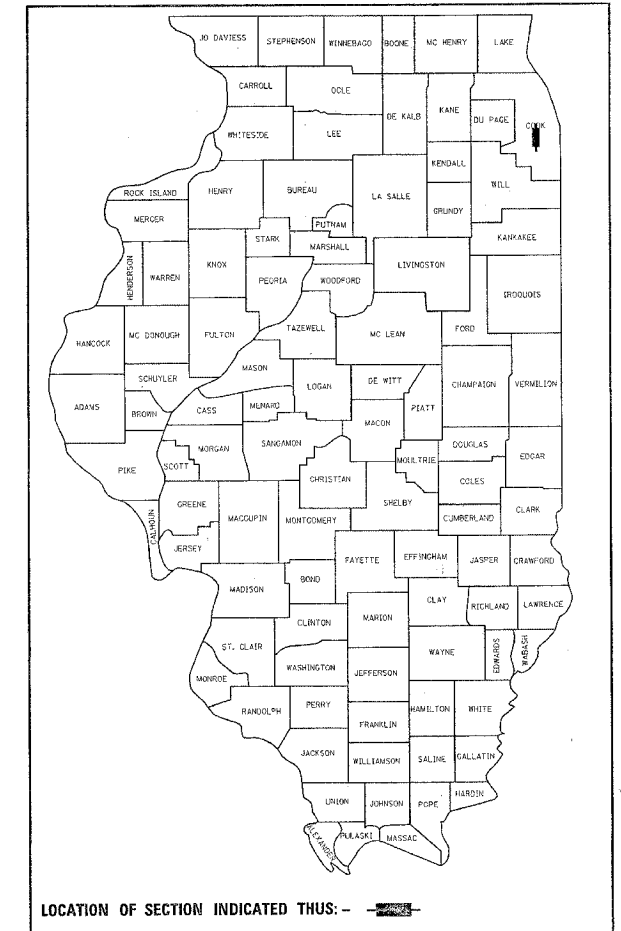 JO DAVIESS STEPHENSON WINNEBAGO BOONE MC HENRY LAKE
CARROLL OGLE DE KALB KANE DU PAGE COOK
WHITESIDE LEE
KENDALL WILL
ROCK ISLAND HENRY BUREAU LA SALLE GRUNDY
MERCER PUTNAM KANKAKEE
STARK MARSHALL
HENDERSON WARREN KNOX PEORIA WOODFORD LIVINGSTON IROQUOIS
HANCOCK MC DONOUGH FULTON TAZEWELL MC LEAN FORD
MASON
SCHUYLER LOGAN DE WITT CHAMPAIGN VERMILION
ADAMS BROWN CASS MENARD MACON PIATT
PIKE SCOTT MORGAN SANGAMON MOULTRIE DOUGLAS EDGAR
CHRISTIAN COLES
CALHOUN GREENE MACOUPIN MONTGOMERY SHELBY CUMBERLAND CLARK
JERSEY
FAYETTE EFFINGHAM JASPER CRAWFORD
MADISON BOND
CLAY RICHLAND LAWRENCE
CLINTON MARION
ST. CLAIR WAYNE EDWARDS WABASH
WASHINGTON JEFFERSON
MONROE
RANDOLPH PERRY HAMILTON WHITE
FRANKLIN
JACKSON WILLIAMSON SALINE GALLATIN
UNION JOHNSON POPE HARDIN
ALEXANDER PULASKI MASSAC
LOCATION OF SECTION INDICATED THUS: -